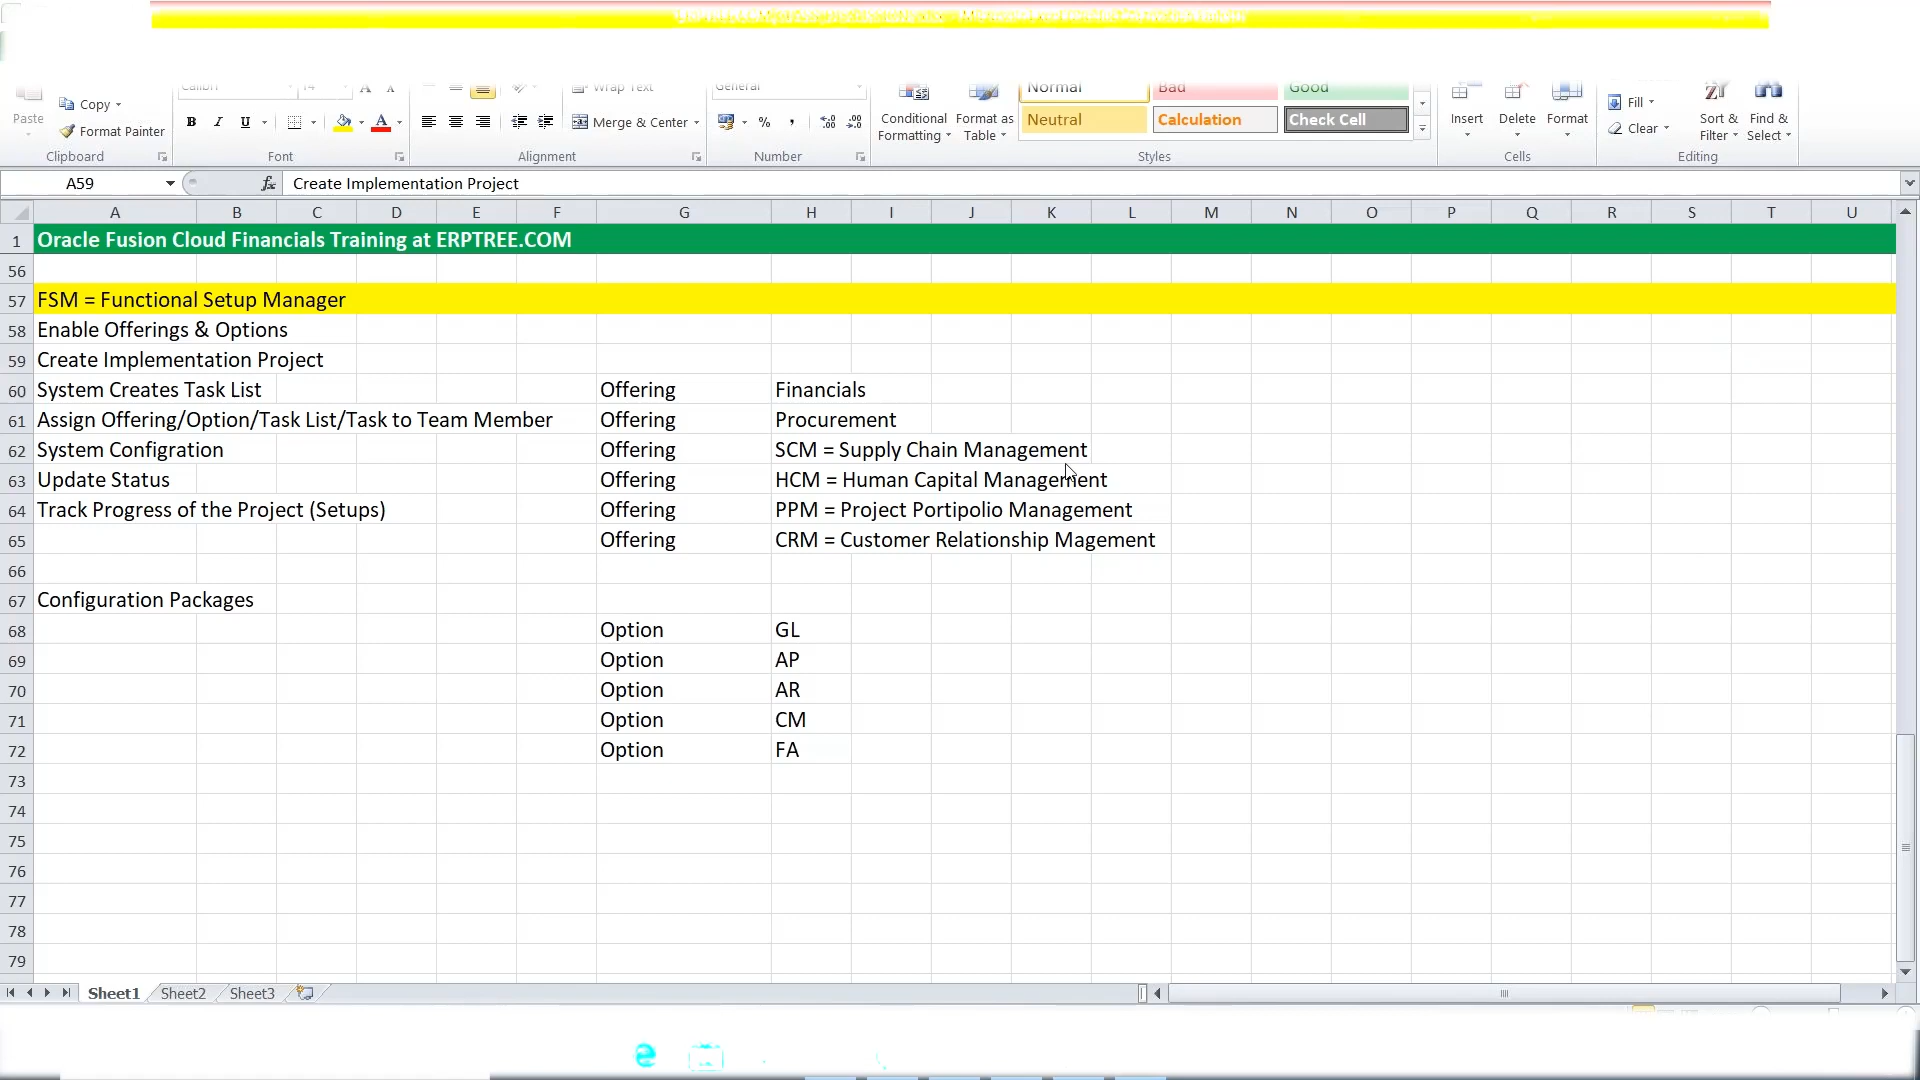 Calibri 14 Wrap Text General Normal Bad Good
Paste Copy Format Painter
B I U Merge & Center % , Conditional Formatting Format as Table Neutral Calculation Check Cell Insert Delete Format Fill Clear Sort & Filter Find & Select
Clipboard Font Alignment Number Styles Cells Editing
A59 fx Create Implementation Project
A B C D E F G H I J K L M N O P Q R S T U
1 Oracle Fusion Cloud Financials Training at ERPTREE.COM
56
57 FSM = Functional Setup Manager
58 Enable Offerings & Options
59 Create Implementation Project
60 System Creates Task List Offering Financials
61 Assign Offering/Option/Task List/Task to Team Member Offering Procurement
62 System Configration Offering SCM = Supply Chain Management
63 Update Status Offering HCM = Human Capital Management
64 Track Progress of the Project (Setups) Offering PPM = Project Portipolio Management
65 Offering CRM = Customer Relationship Magement
66
67 Configuration Packages
68 Option GL
69 Option AP
70 Option AR
71 Option CM
72 Option FA
73
74
75
76
77
78
79
Sheet1 Sheet2 Sheet3